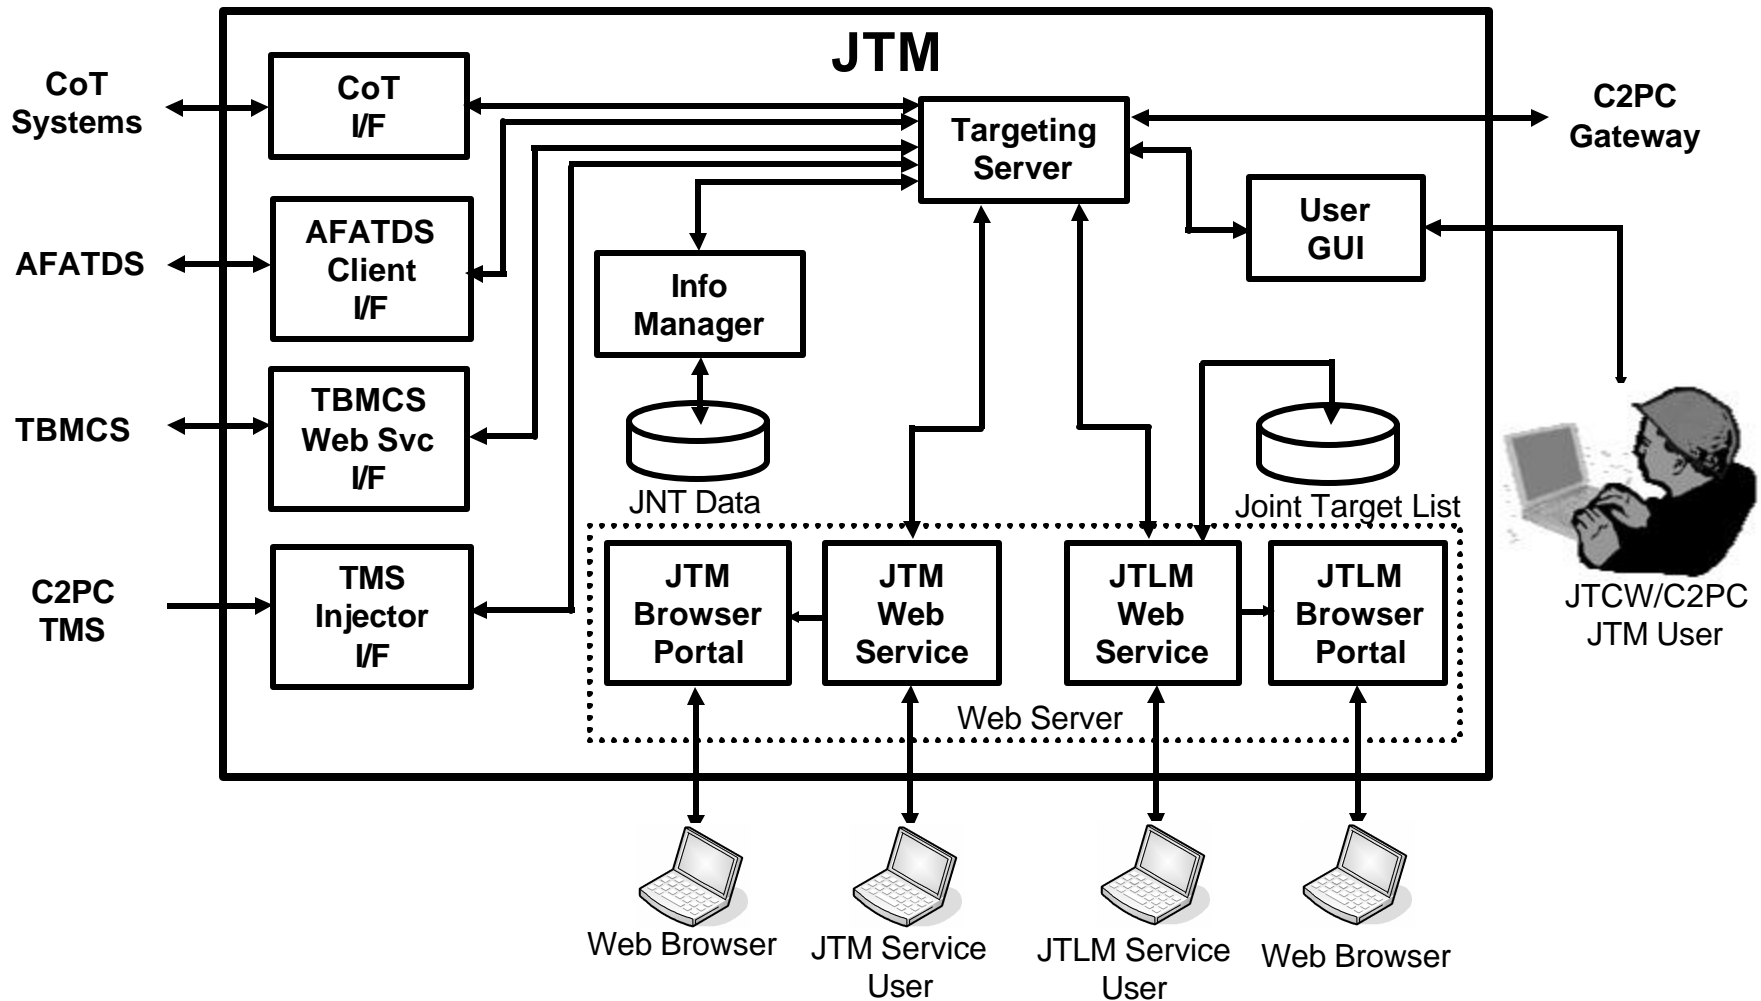 JTM
CoT
Systems
CoT
I/F
Targeting
Server
C2PC
Gateway
AFATDS
AFATDS
Client
I/F
User
GUI
Info
Manager
TBMCS
TBMCS
Web Svc
I/F
JNT Data
Joint Target List
C2PC
TMS
TMS
Injector
I/F
JTM
Browser
Portal
JTM
Web
Service
JTLM
Web
Service
JTLM
Browser
Portal
Web Server
JTCW/C2PC
JTM User
Web Browser
JTM Service
User
JTLM Service
User
Web Browser